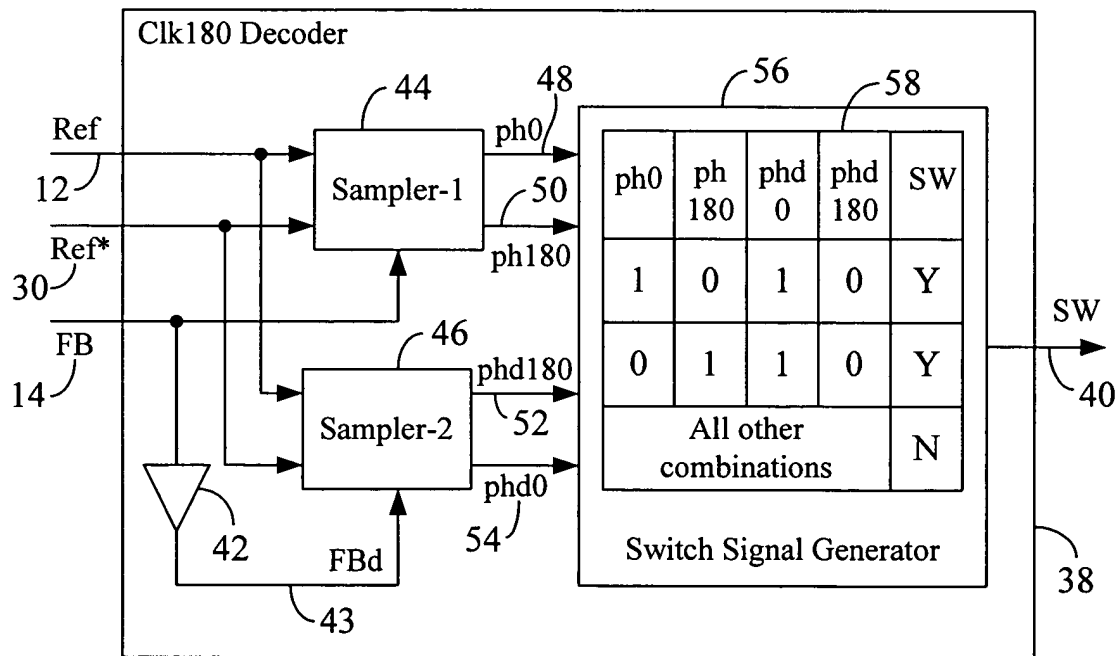 Clk180 Decoder
44
56
58
ph0
48
Ref
12
Sampler-1
50
ph180
Ref*
30
FB
14
46
phd180
52
Sampler-2
phd0
54
42
FBd
43
ph0 ph 180 phd 0 phd 180 SW
1 0 1 0 Y
0 1 1 0 Y
All other
combinations
N
Switch Signal Generator
SW
40
38